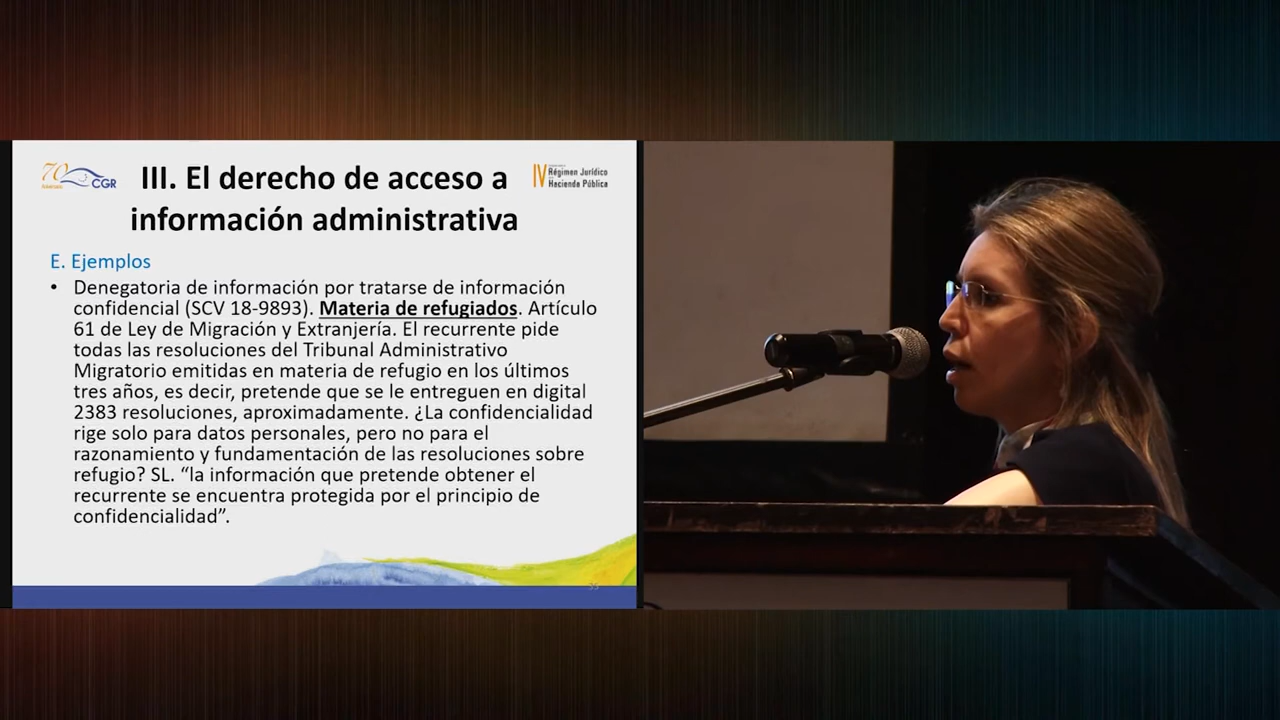 70
CGR
III. El derecho de acceso a
información administrativa
IV Régimen Jurídico
Hacienda Pública
E. Ejemplos
• Denegatoria de información por tratarse de información
confidencial (SCV 18-9893). Materia de refugiados. Artículo
61 de Ley de Migración y Extranjería. El recurrente pide
todas las resoluciones del Tribunal Administrativo
Migratorio emitidas en materia de refugio en los últimos
tres años, es decir, pretende que se le entreguen en digital
2383 resoluciones, aproximadamente. ¿La confidencialidad
rige solo para datos personales, pero no para el
razonamiento y fundamentación de las resoluciones sobre
refugio? SL. “la información que pretende obtener el
recurrente se encuentra protegida por el principio de
confidencialidad”.